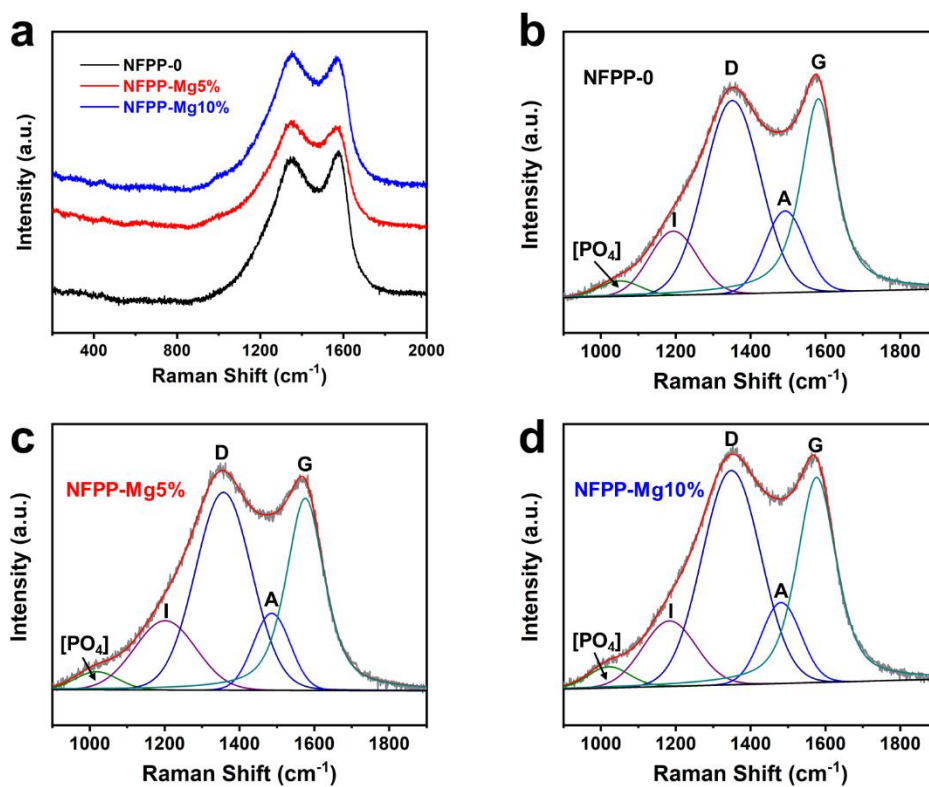 a
NFPP-0
NFPP-Mg5%
NFPP-Mg10%
Intensity (a.u.)
400 800 1200 1600 2000
Raman Shift (cm⁻¹)
b
NFPP-0
D
G
A
I
[PO₄]
Intensity (a.u.)
1000 1200 1400 1600 1800
Raman Shift (cm⁻¹)
c
NFPP-Mg5%
D
G
A
I
[PO₄]
Intensity (a.u.)
1000 1200 1400 1600 1800
Raman Shift (cm⁻¹)
d
NFPP-Mg10%
D
G
A
I
[PO₄]
Intensity (a.u.)
1000 1200 1400 1600 1800
Raman Shift (cm⁻¹)